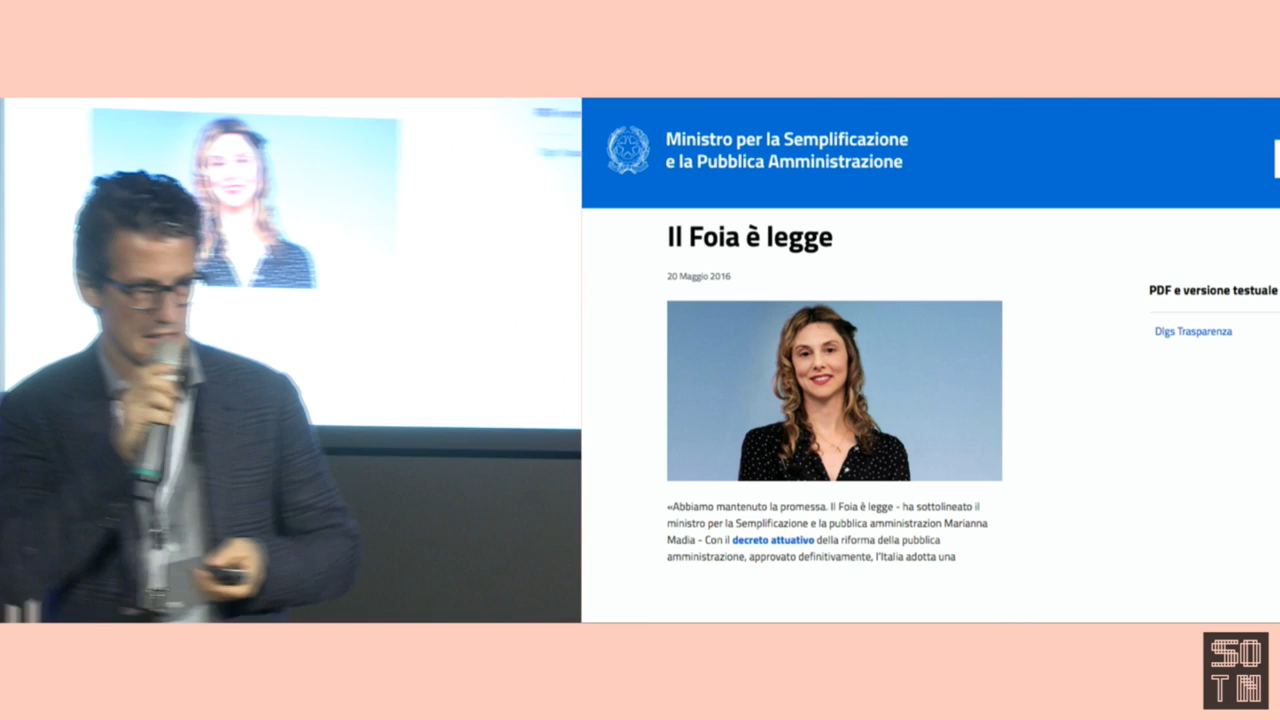 Ministro per la Semplificazione
e la Pubblica Amministrazione
Il Foia è legge
20 Maggio 2016
PDF e versione testuale
Dlgs Trasparenza
«Abbiamo mantenuto la promessa. Il Foia è legge - ha sottolineato il
ministro per la Semplificazione e la pubblica amministrazion Marianna
Madia - Con il decreto attuativo della riforma della pubblica
amministrazione, approvato definitivamente, l'Italia adotta una
SO
TN